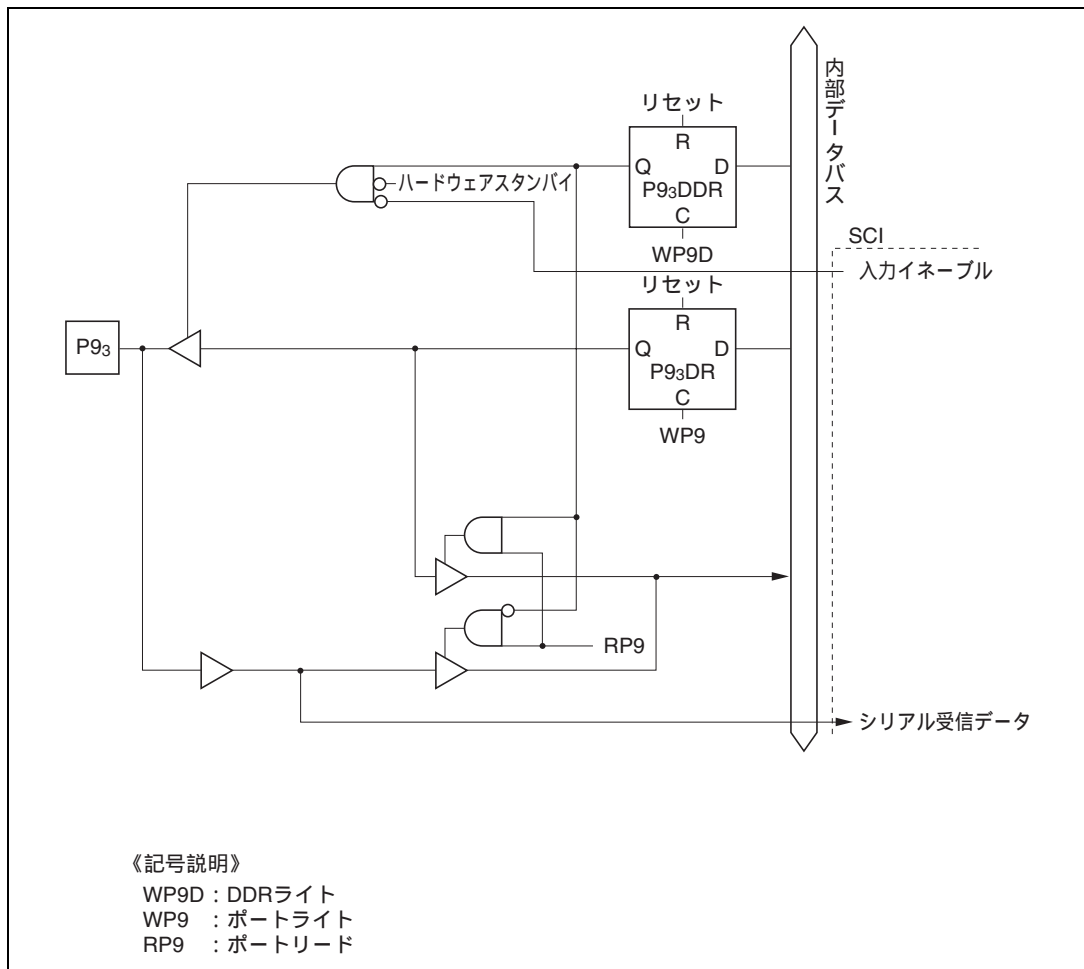 内部データバス
リセット
R
Q D
P9₃DDR
C
WP9D
ハードウェアスタンバイ
SCI
入力イネーブル
リセット
R
Q D
P9₃DR
C
WP9
P9₃
RP9
シリアル受信データ
《記号説明》
WP9D : DDRライト
WP9 : ポートライト
RP9 : ポートリード